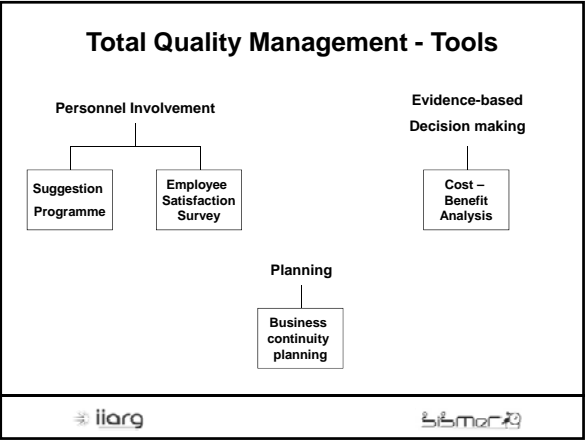 Total Quality Management - Tools
Personnel Involvement
Suggestion
Programme
Employee
Satisfaction
Survey
Evidence-based
Decision making
Cost –
Benefit
Analysis
Planning
Business
continuity
planning
iiarg
sismer